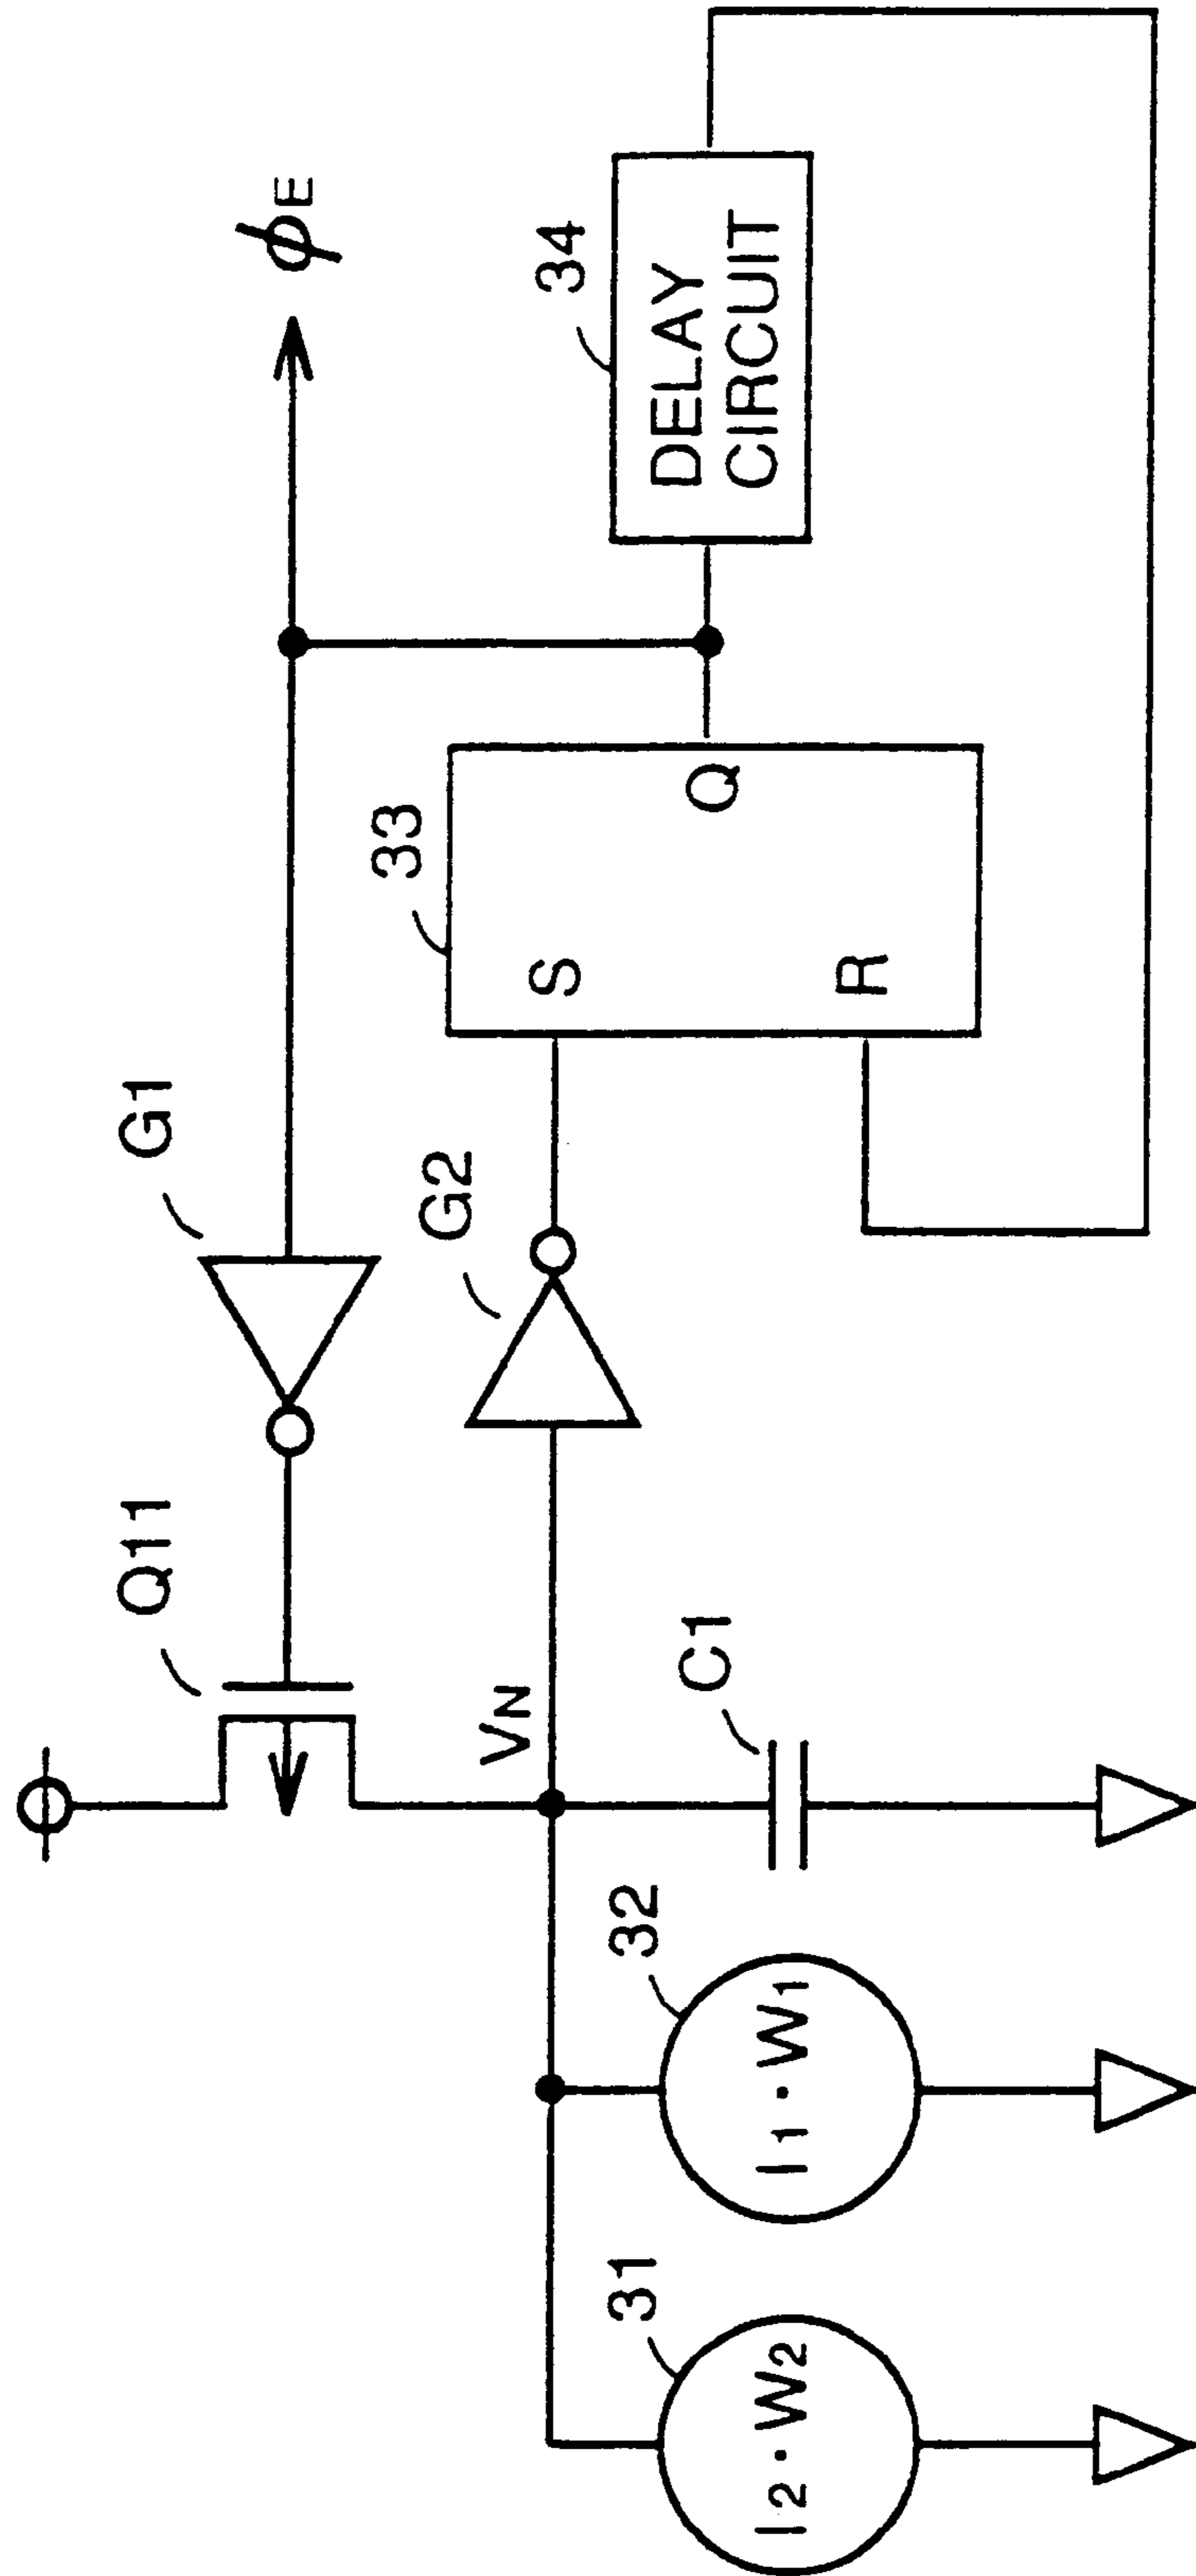 Q11
G1
ϕE
VN
G2
33
S
R
Q
34
DELAY
CIRCUIT
31
I2・W2
32
I1・W1
C1